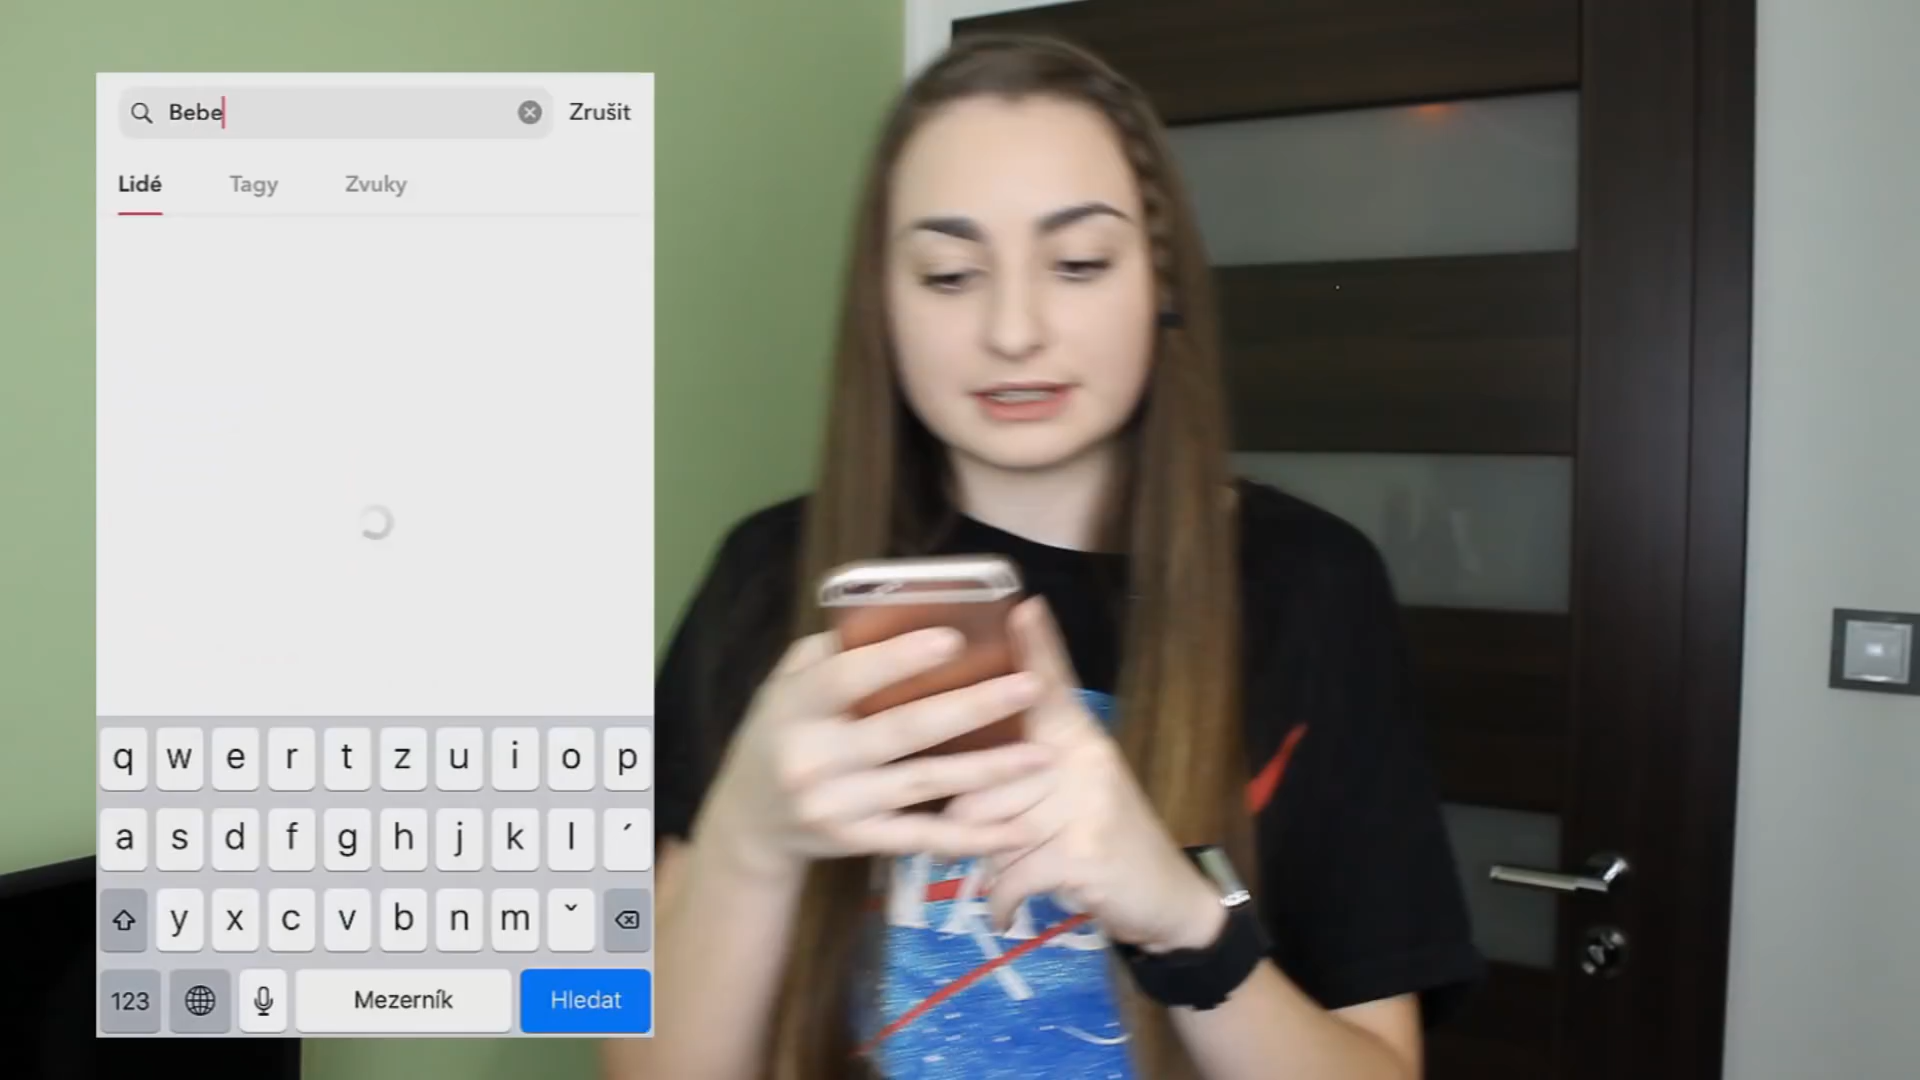 Bebe
Zrušit
Lidé
Tagy
Zvuky
q w e r t z u i o p
a s d f g h j k l ´
y x c v b n m ˇ
123
Mezerník
Hledat